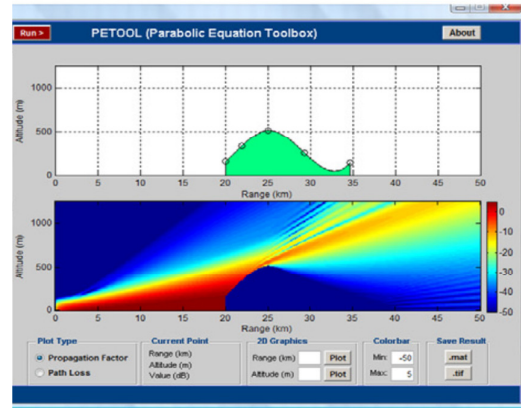 Run >
PETOOL (Parabolic Equation Toolbox)
About
Altitude (m)
1000
500
0
0 5 10 15 20 25 30 35 40 45 50
Range (km)
Altitude (m)
1000
500
0
0 5 10 15 20 25 30 35 40 45 50
Range (km)
0
-10
-20
-30
-40
-50
Plot Type
Propagation Factor
Path Loss
Current Point
Range (km)
Altitude (m)
Value (dB)
2D Graphics
Range (km) Plot
Altitude (m) Plot
Colorbar
Min: -50
Max: 5
Save Result
.mat
.tif